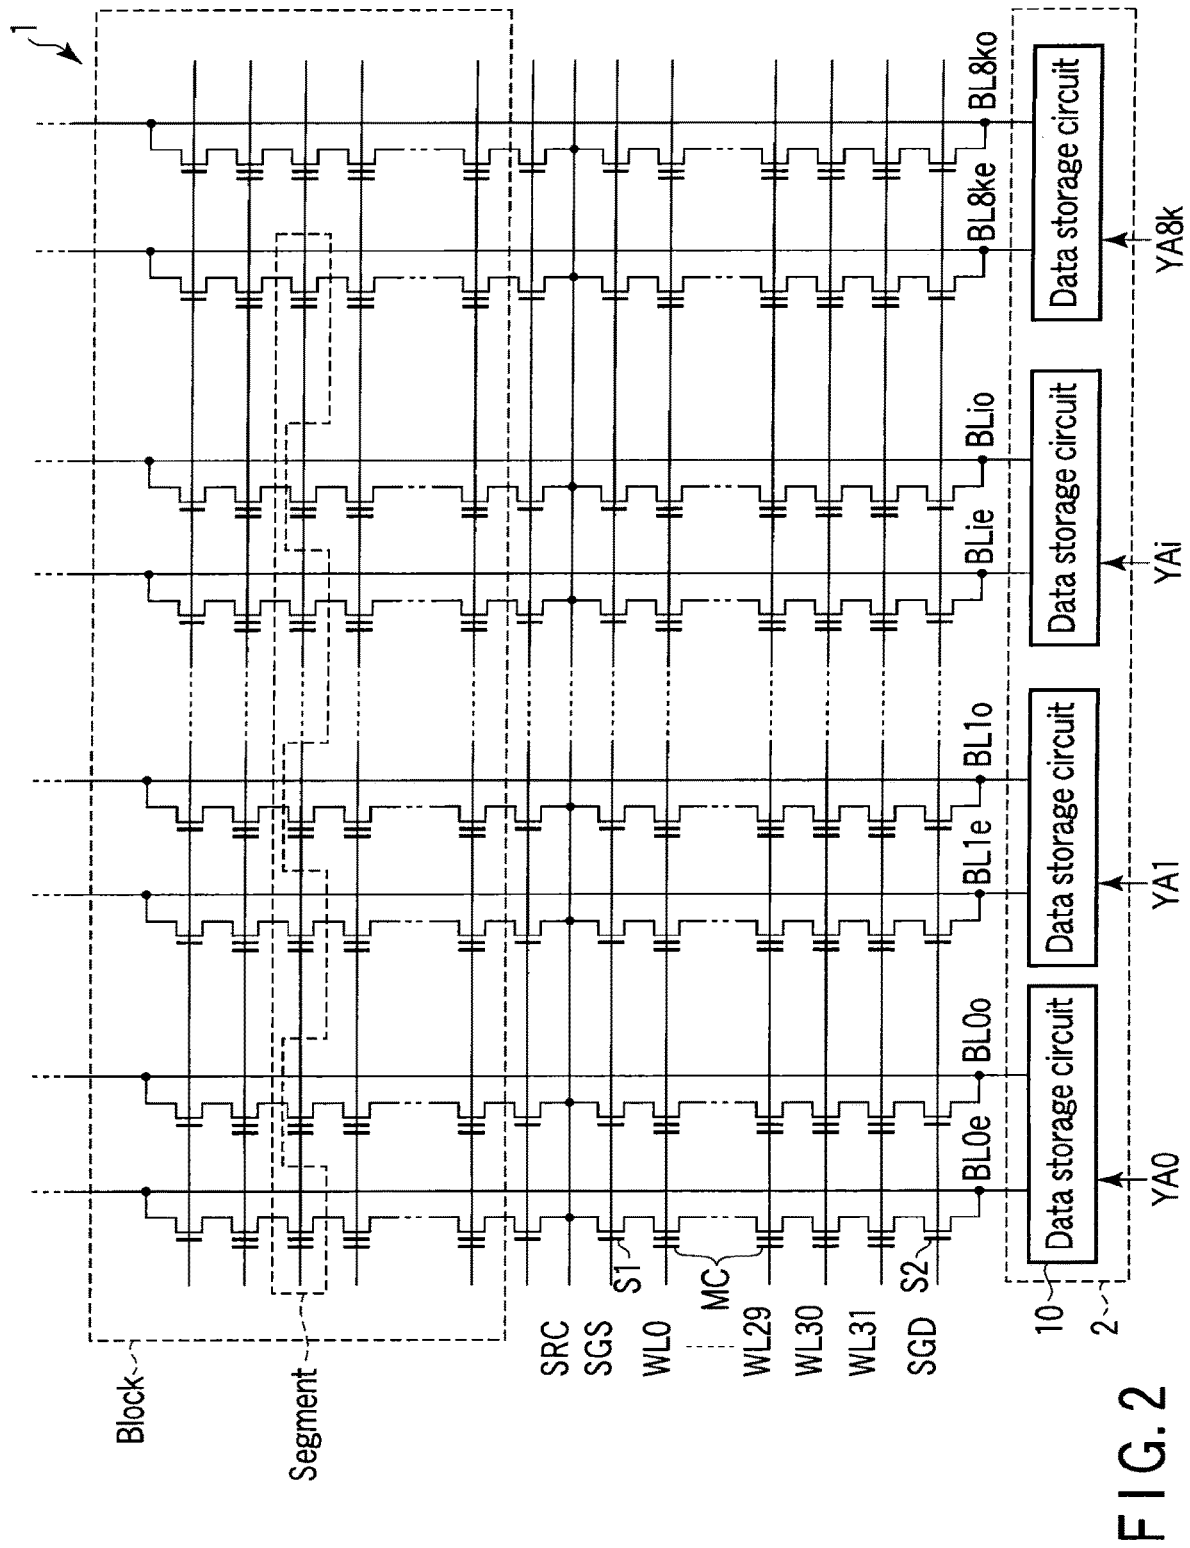 1
Block
Segment
SRC
SGS
WL0
WL29
WL30
WL31
SGD
S1
MC
S2
BL0e
BL0o
BL1e
BL1o
BLie
BLio
BL8ke
BL8ko
10
Data storage circuit
Data storage circuit
Data storage circuit
Data storage circuit
2
YA0
YA1
YAi
YA8k
FIG. 2